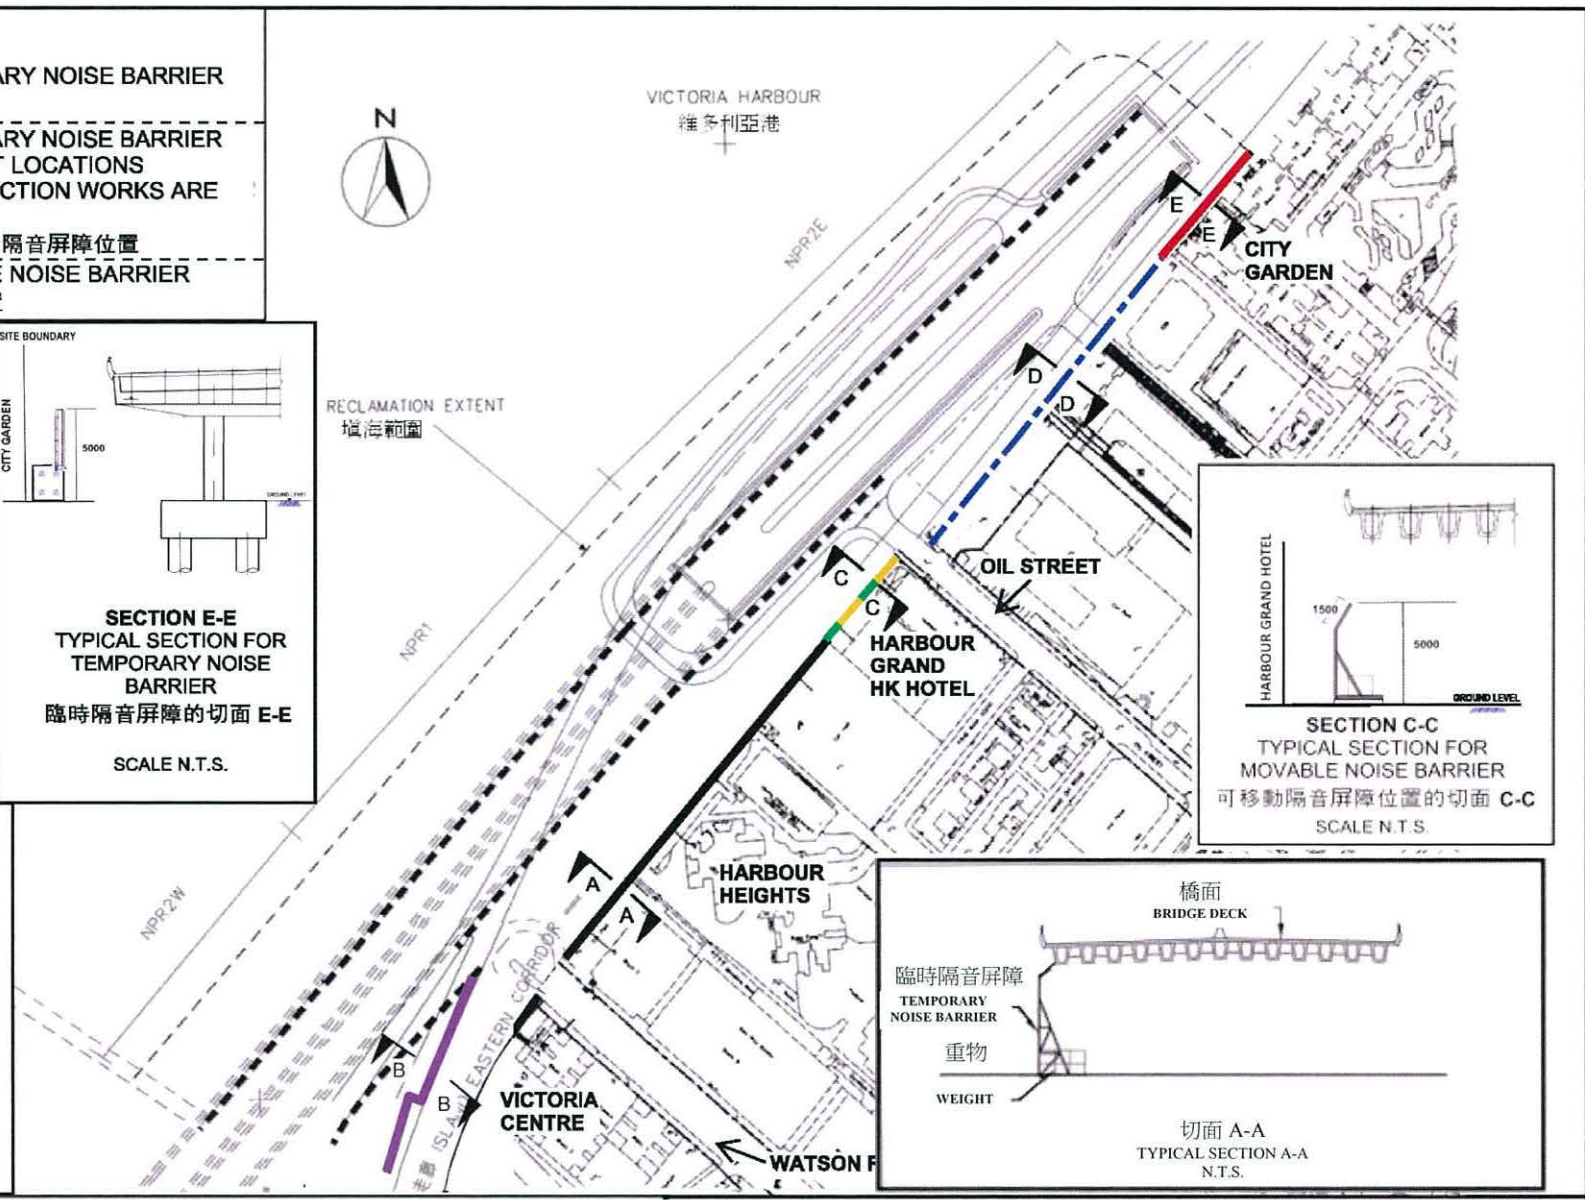 ARY NOISE BARRIER
ARY NOISE BARRIER
T LOCATIONS
CTION WORKS ARE
隔音屏障位置
E NOISE BARRIER
SITE BOUNDARY
CITY GARDEN
5000
GROUND LEVEL
SECTION E-E
TYPICAL SECTION FOR
TEMPORARY NOISE
BARRIER
臨時隔音屏障的切面 E-E
SCALE N.T.S.
N
VICTORIA HARBOUR
維多利亞港
NPR2E
RECLAMATION EXTENT
填海範圍
NPR1
NPR2W
E
E
CITY
GARDEN
D
D
OIL STREET
C
C
HARBOUR
GRAND
HK HOTEL
HARBOUR
HEIGHTS
A
A
B
B
ISLAND EASTERN CORRIDOR
VICTORIA
CENTRE
WATSON R
HARBOUR GRAND HOTEL
1500
5000
GROUND LEVEL
SECTION C-C
TYPICAL SECTION FOR
MOVABLE NOISE BARRIER
可移動隔音屏障位置的切面 C-C
SCALE N.T.S.
橋面
BRIDGE DECK
臨時隔音屏障
TEMPORARY
NOISE BARRIER
重物
WEIGHT
切面 A-A
TYPICAL SECTION A-A
N.T.S.